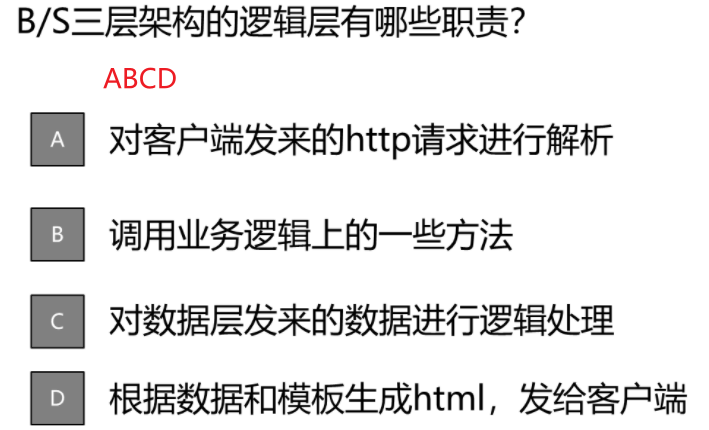 B/S三层架构的逻辑层有哪些职责?
ABCD
A 对客户端发来的http请求进行解析
B 调用业务逻辑上的一些方法
C 对数据层发来的数据进行逻辑处理
D 根据数据和模板生成html，发给客户端